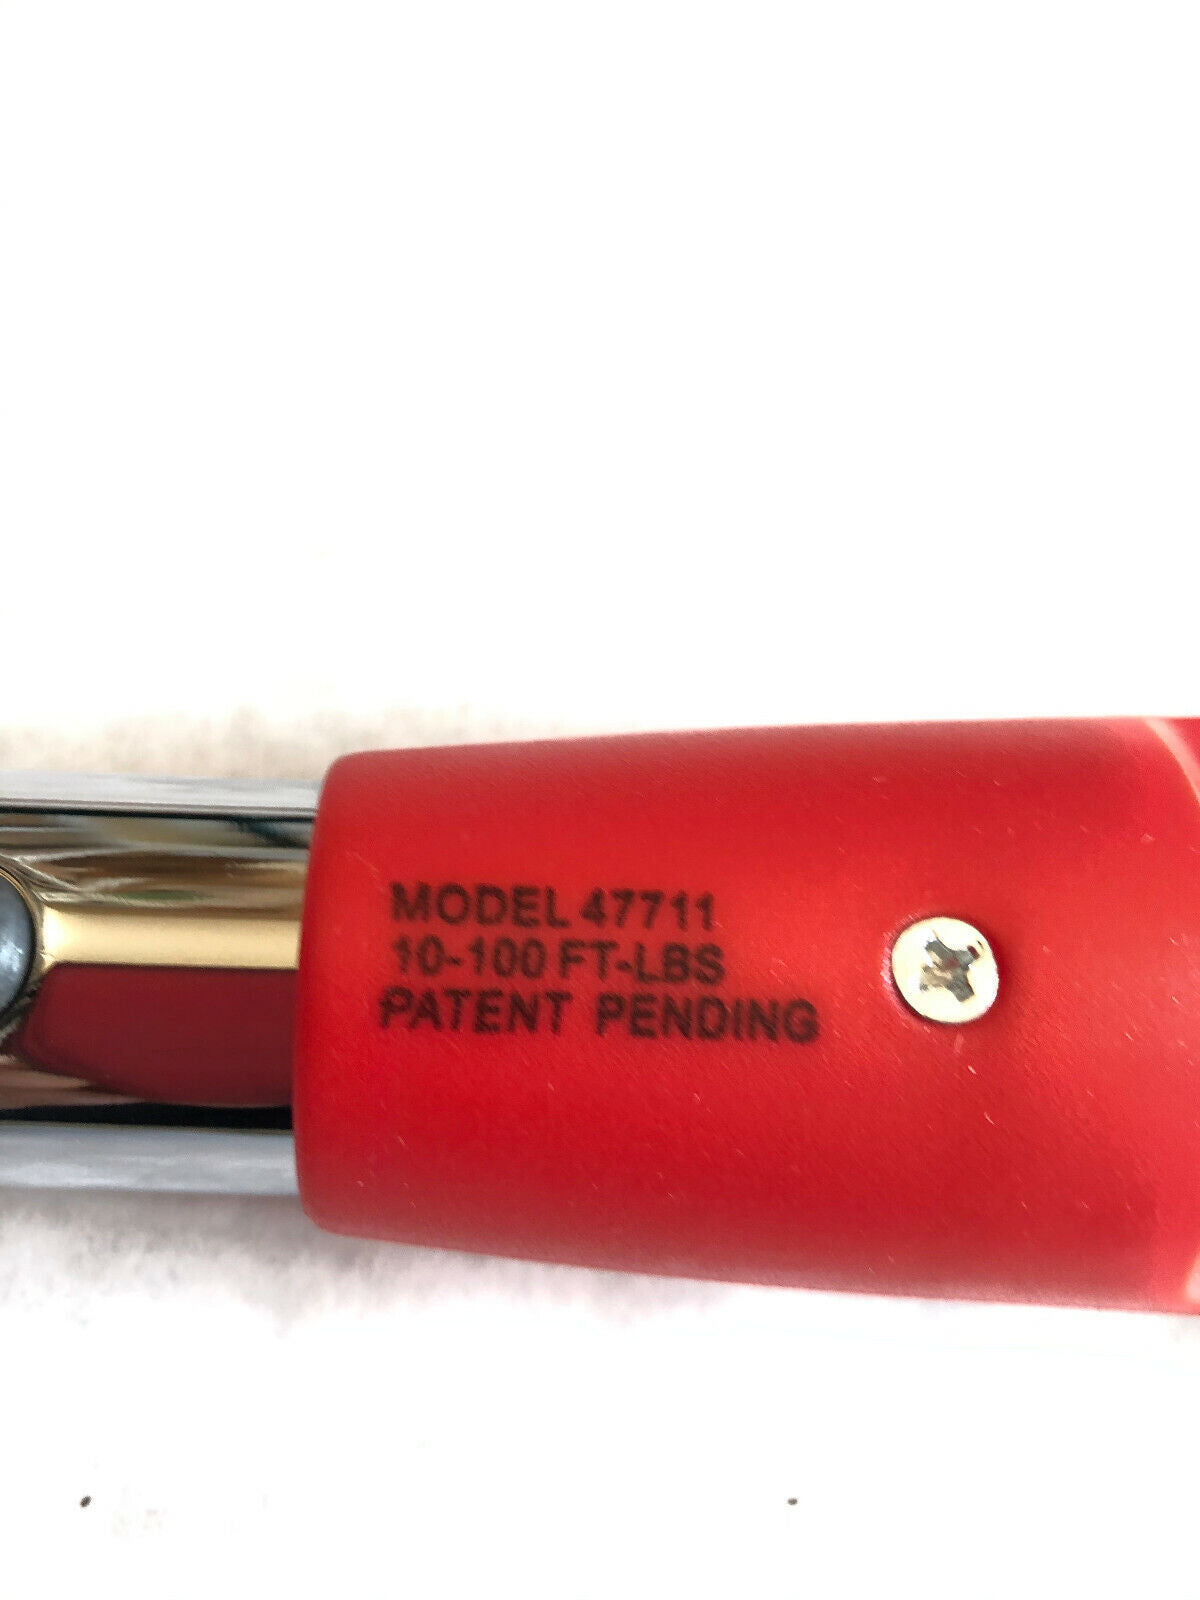 MODEL 47711
10-100 FT-LBS
PATENT PENDING